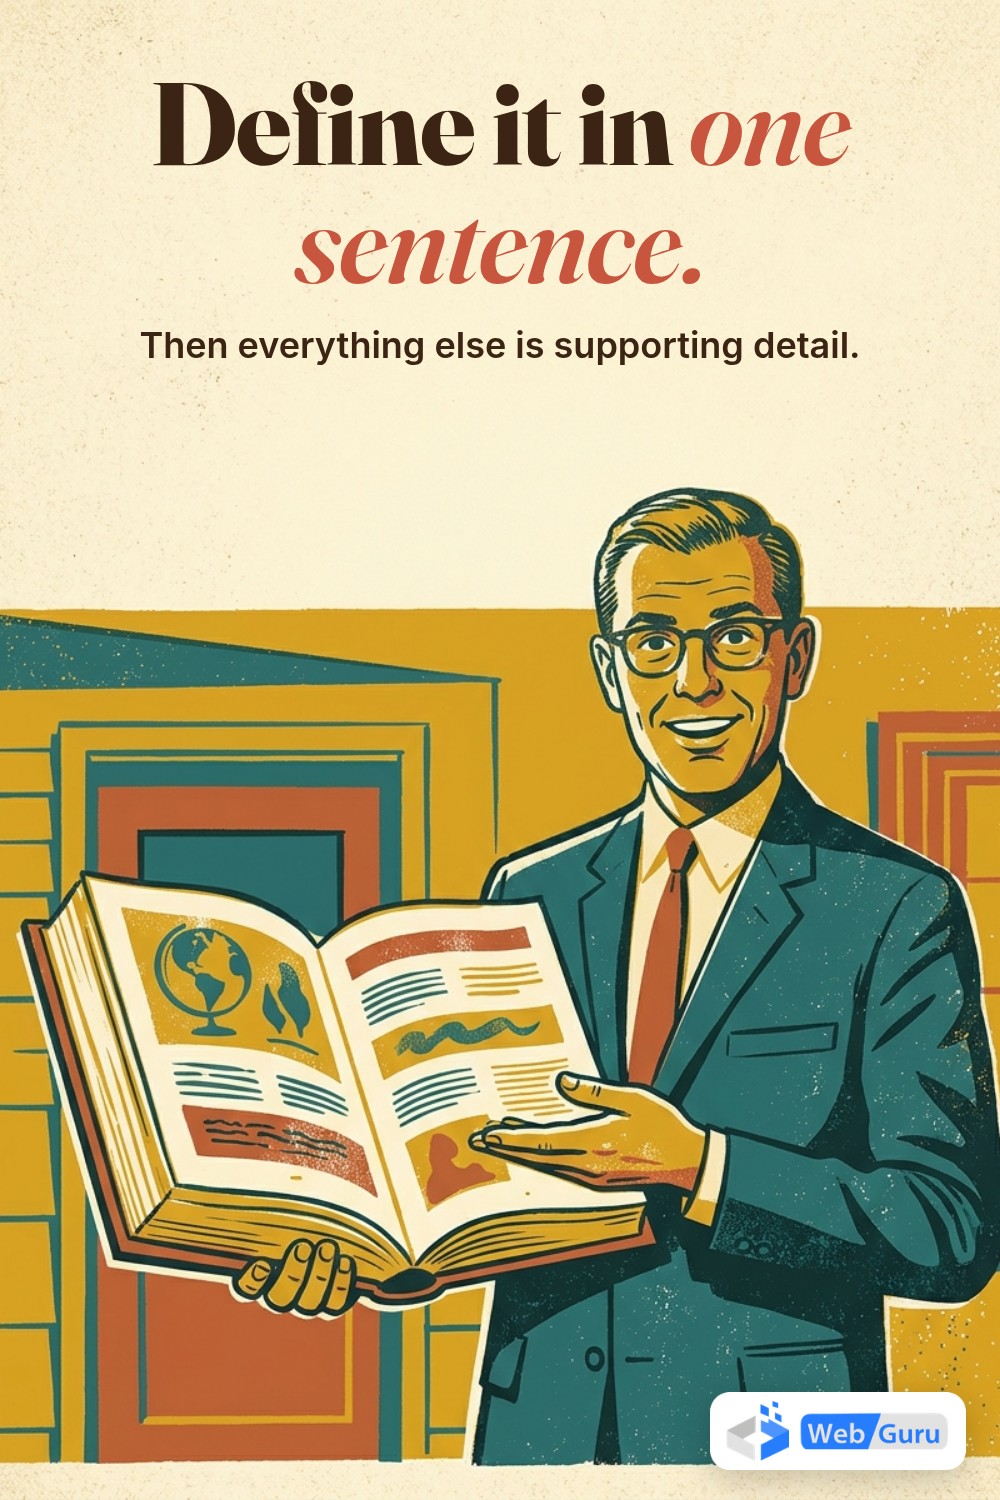 Define it in one
sentence.
Then everything else is supporting detail.
Web Guru